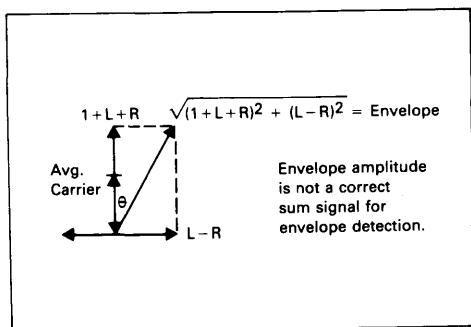 1+L+R √(1+L+R)2 + (L−R)2 = Envelope
Avg.
Carrier
θ
L−R
Envelope amplitude
is not a correct
sum signal for
envelope detection.